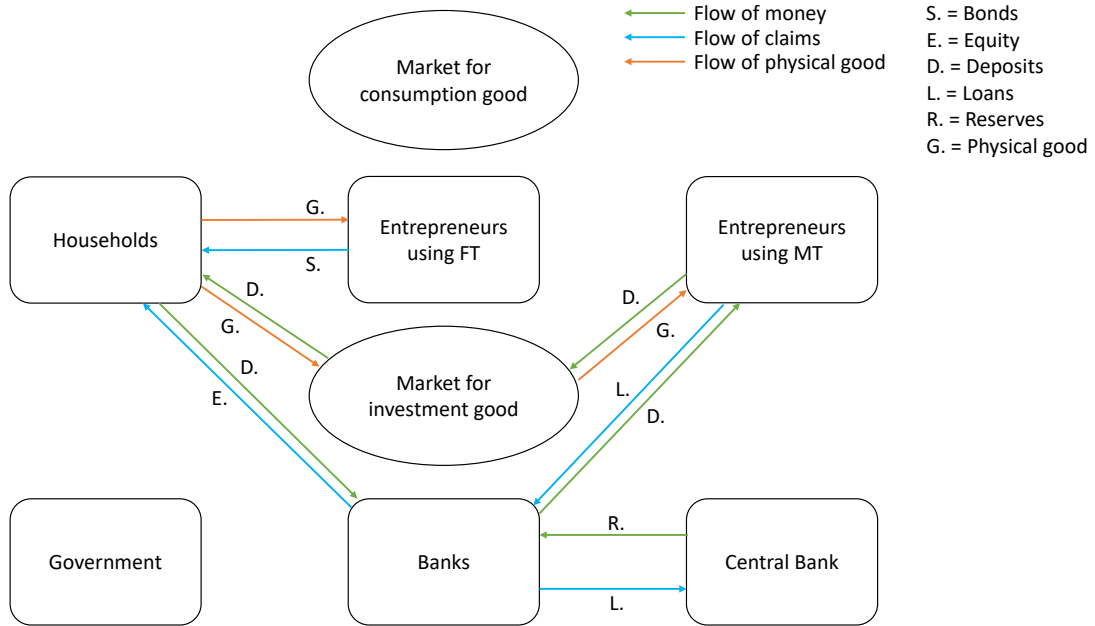 Flow of money
Flow of claims
Flow of physical good
S. = Bonds
E. = Equity
D. = Deposits
L. = Loans
R. = Reserves
G. = Physical good
Market for
consumption good
Households
G.
S.
Entrepreneurs
using FT
Entrepreneurs
using MT
D.
G.
D.
G.
Market for
investment good
D.
E.
L.
D.
Government
Banks
R.
L.
Central Bank